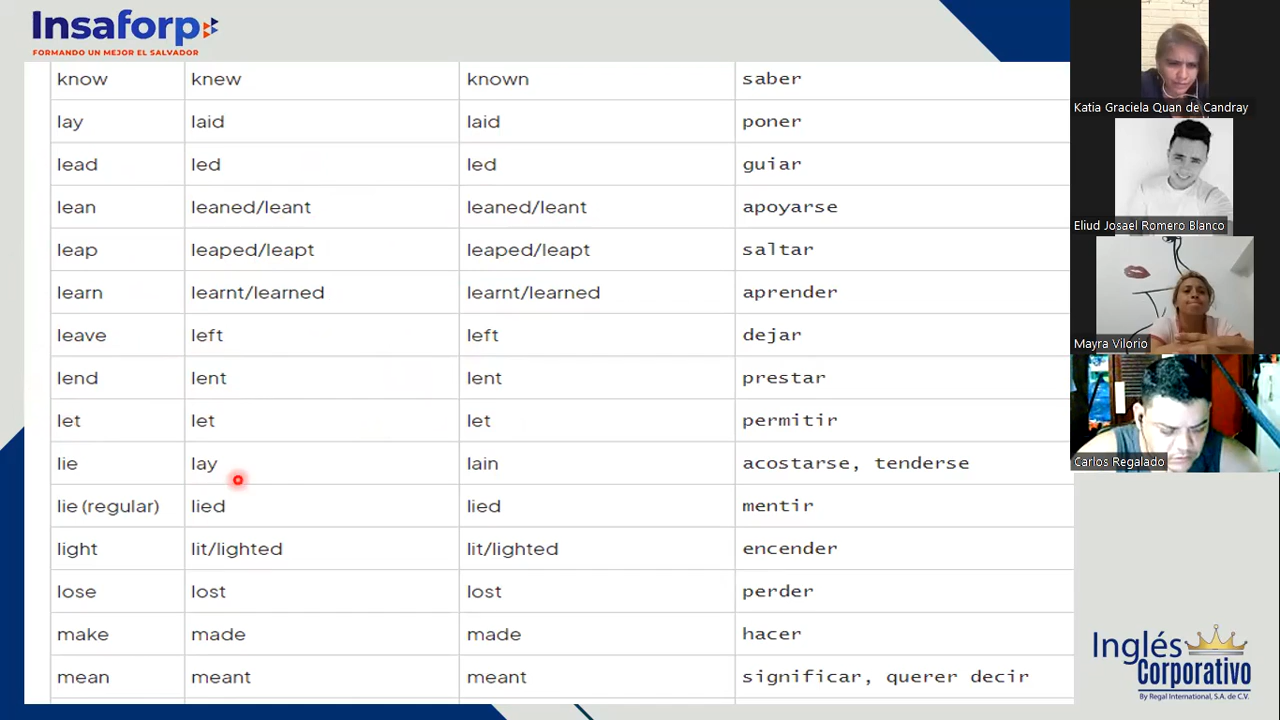 Insaforp
FORMANDO UN MEJOR EL SALVADOR
know knew known saber
lay laid laid poner
lead led led guiar
lean leaned/leant leaned/leant apoyarse
leap leaped/leapt leaped/leapt saltar
learn learnt/learned learnt/learned aprender
leave left left dejar
lend lent lent prestar
let let let permitir
lie lay lain acostarse, tenderse
lie (regular) lied lied mentir
light lit/lighted lit/lighted encender
lose lost lost perder
make made made hacer
mean meant meant significar, querer decir
Katia Graciela Quan de Candray
Eliud Josael Romero Blanco
Mayra Vilorio
Carlos Regalado
Inglés
Corporativo
By Regal International, S.A. de C.V.